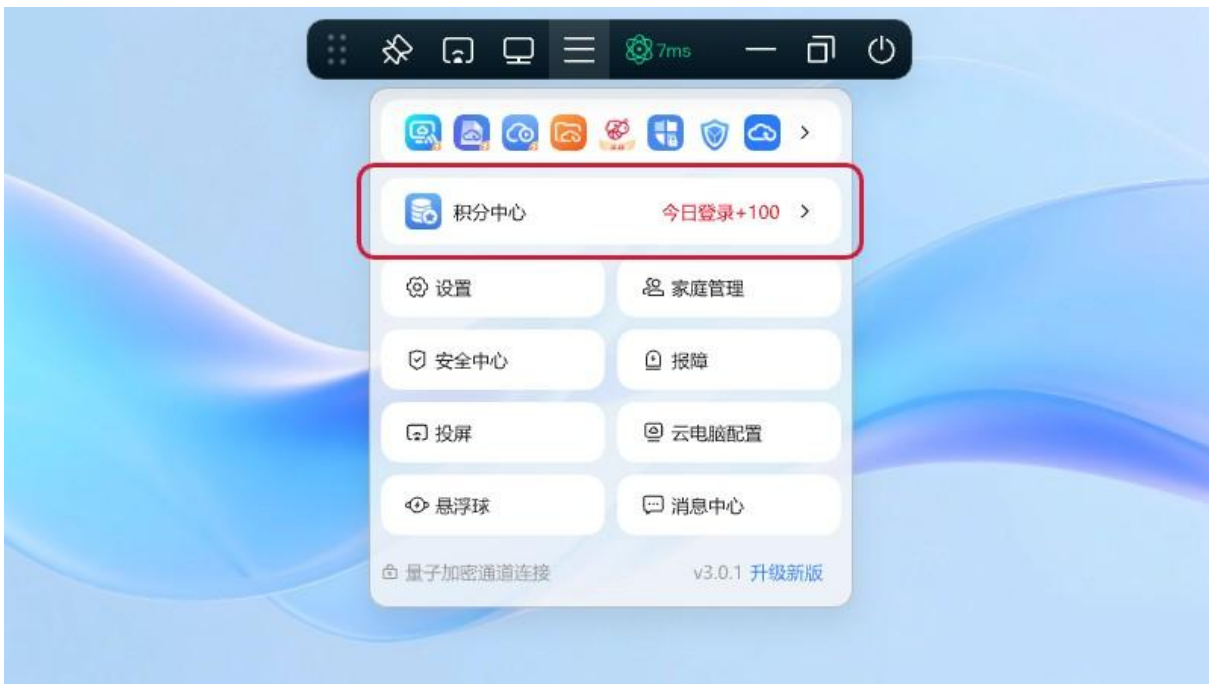 7ms
积分中心 今日登录+100
设置 家庭管理
安全中心 报障
投屏 云电脑配置
悬浮球 消息中心
量子加密通道连接 v3.0.1 升级新版